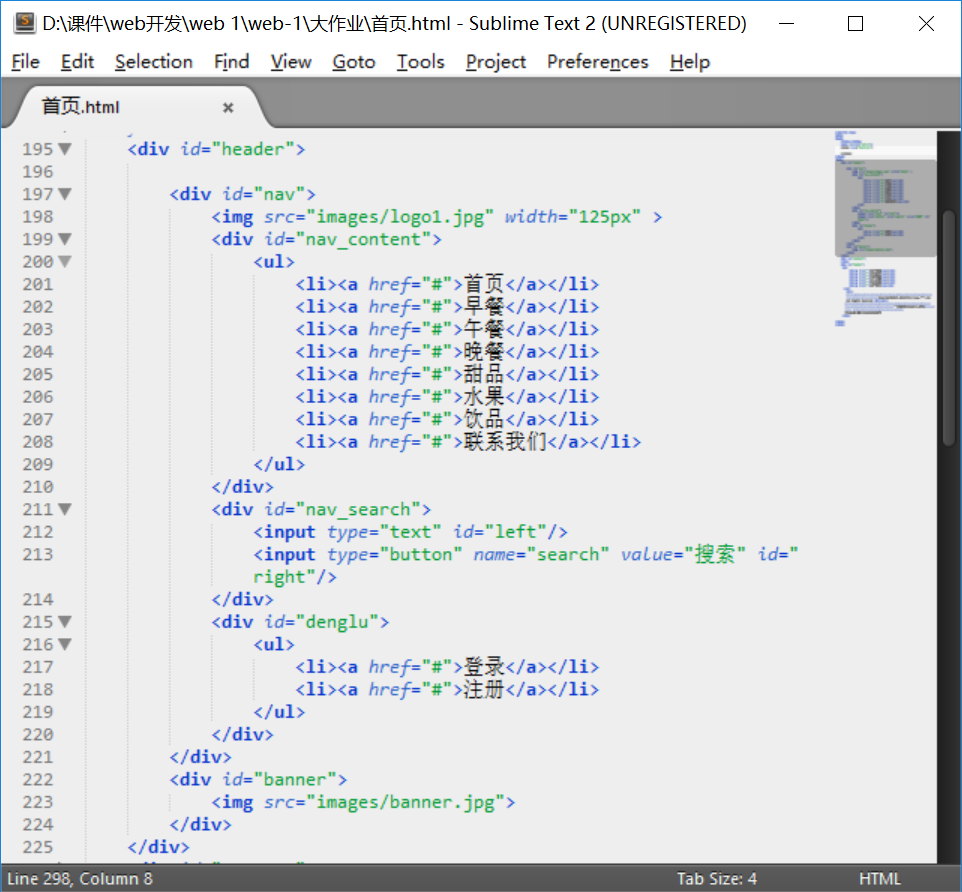 D:\课件\web开发\web 1\web-1\大作业\首页.html - Sublime Text 2 (UNREGISTERED)
File Edit Selection Find View Goto Tools Project Preferences Help
首页.html ×
195 <div id="header">
196
197 <div id="nav">
198 <img src="images/logo1.jpg" width="125px" >
199 <div id="nav_content">
200 <ul>
201 <li><a href="#">首页</a></li>
202 <li><a href="#">早餐</a></li>
203 <li><a href="#">午餐</a></li>
204 <li><a href="#">晚餐</a></li>
205 <li><a href="#">甜品</a></li>
206 <li><a href="#">水果</a></li>
207 <li><a href="#">饮品</a></li>
208 <li><a href="#">联系我们</a></li>
209 </ul>
210 </div>
211 <div id="nav_search">
212 <input type="text" id="left"/>
213 <input type="button" name="search" value="搜索" id="
right"/>
214 </div>
215 <div id="denglu">
216 <ul>
217 <li><a href="#">登录</a></li>
218 <li><a href="#">注册</a></li>
219 </ul>
220 </div>
221 </div>
222 <div id="banner">
223 <img src="images/banner.jpg">
224 </div>
225 </div>
Line 298, Column 8 Tab Size: 4 HTML